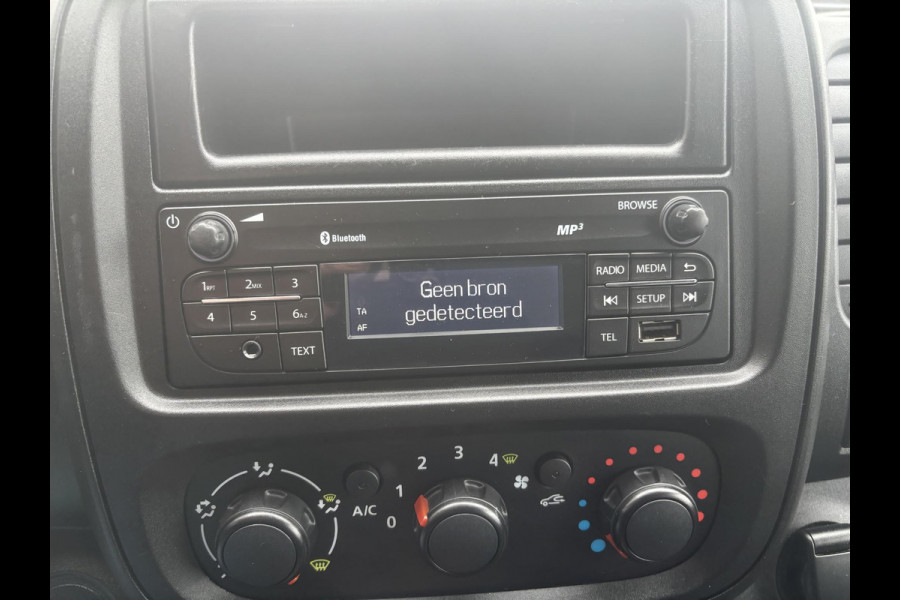 BROWSE
Bluetooth
MP3
1RPT 2MIX 3
4 5 6A-Z
TEXT
Geen bron
gedetecteerd
TA
AF
RADIO MEDIA
SETUP
TEL
A/C
0 1 2 3 4